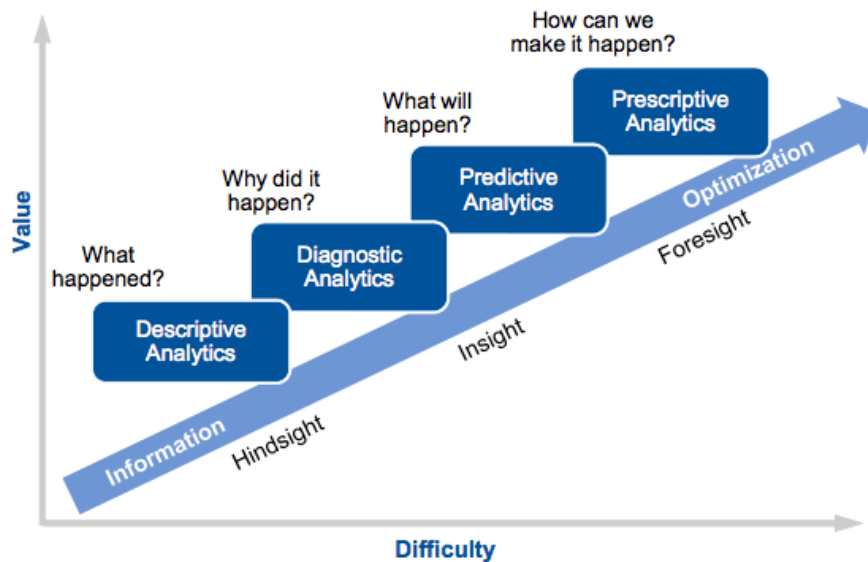 How can we
make it happen?
Prescriptive
Analytics
What will
happen?
Predictive
Analytics
Why did it
happen?
Diagnostic
Analytics
What
happened?
Descriptive
Analytics
Information
Optimization
Hindsight
Insight
Foresight
Value
Difficulty